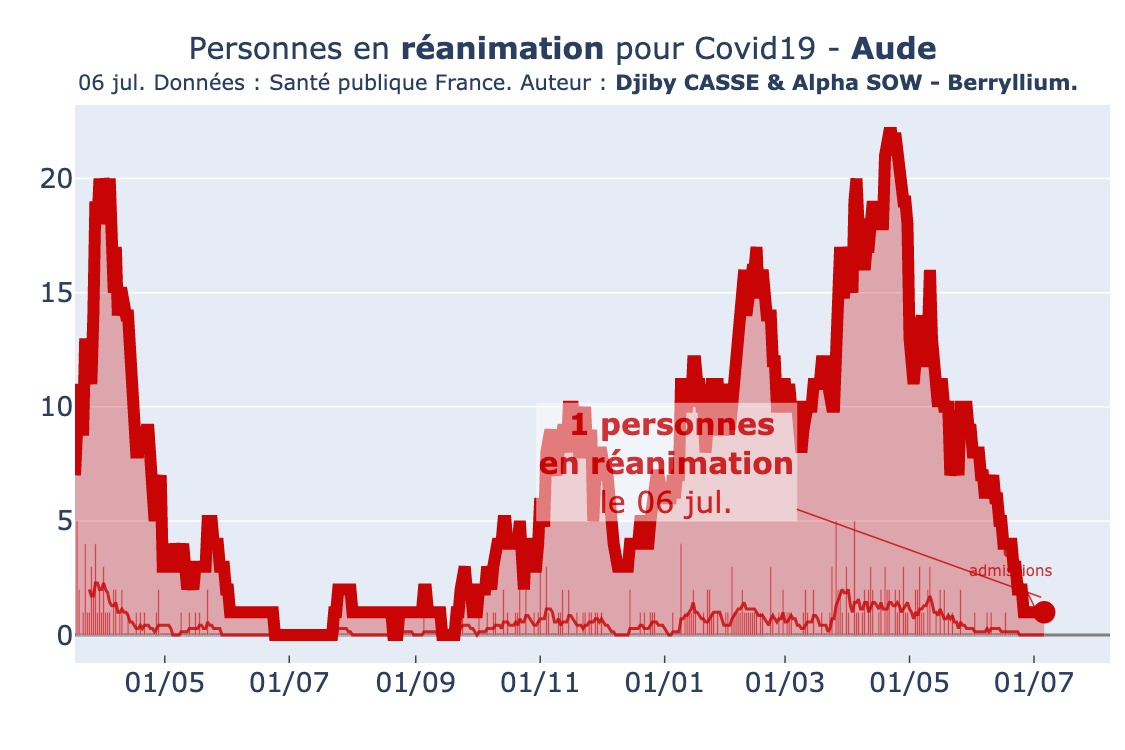 Personnes en réanimation pour Covid19 - Aude
06 jul. Données : Santé publique France. Auteur : Djiby CASSE & Alpha SOW - Berryllium.
20
15
10
5
0
1 personnes
en réanimation
le 06 jul.
admissions
01/05 01/07 01/09 01/11 01/01 01/03 01/05 01/07